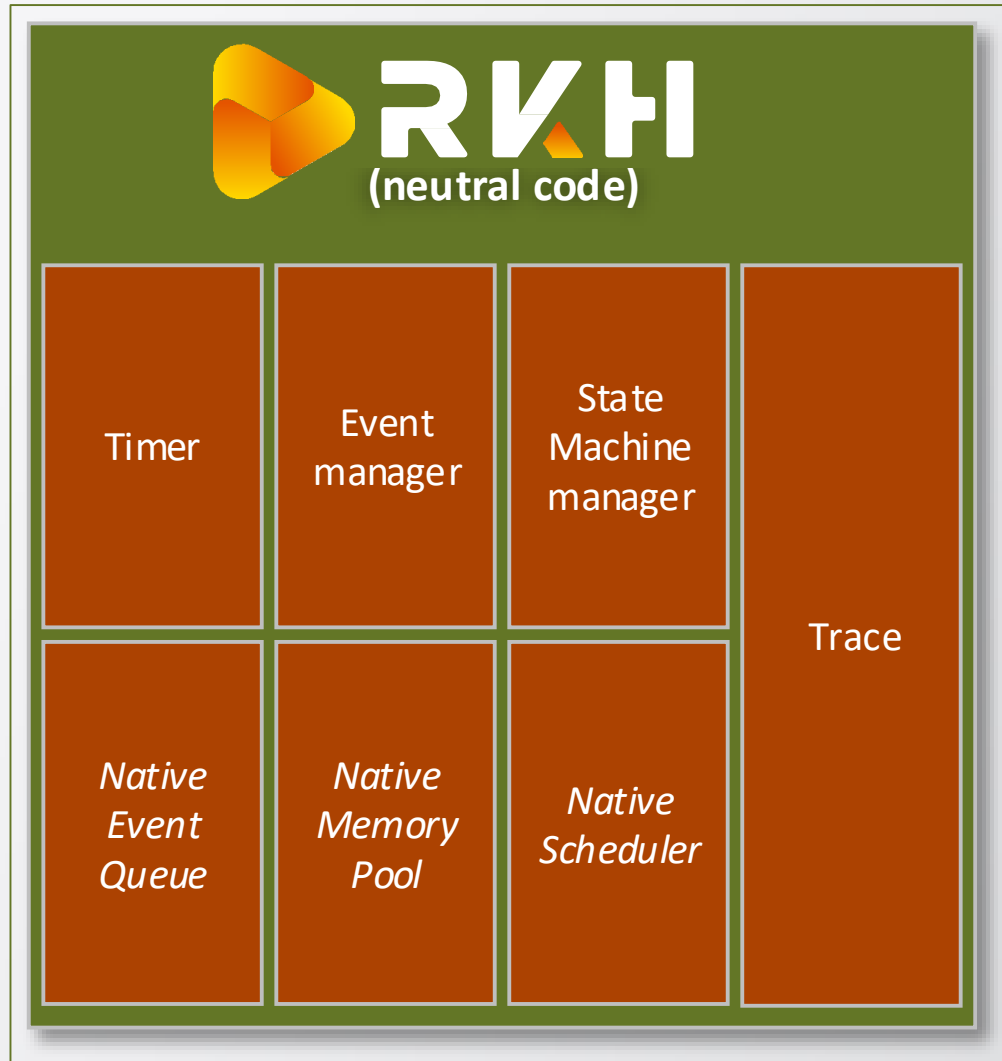 RKH
(neutral code)
Timer
Event
manager
State
Machine
manager
Trace
Native
Event
Queue
Native
Memory
Pool
Native
Scheduler